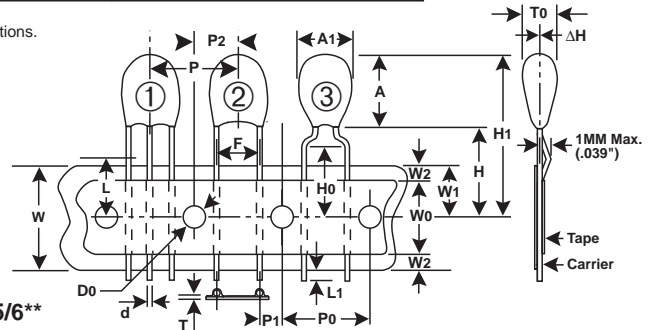 tions.
T0
ΔH
P2
A1
P
1
2
3
A
H1
H
F
1MM Max.
(.039")
L
W
H0
W2
W1
W0
W2
Tape
Carrier
D0
d
L1
T
P1
P0
5/6**